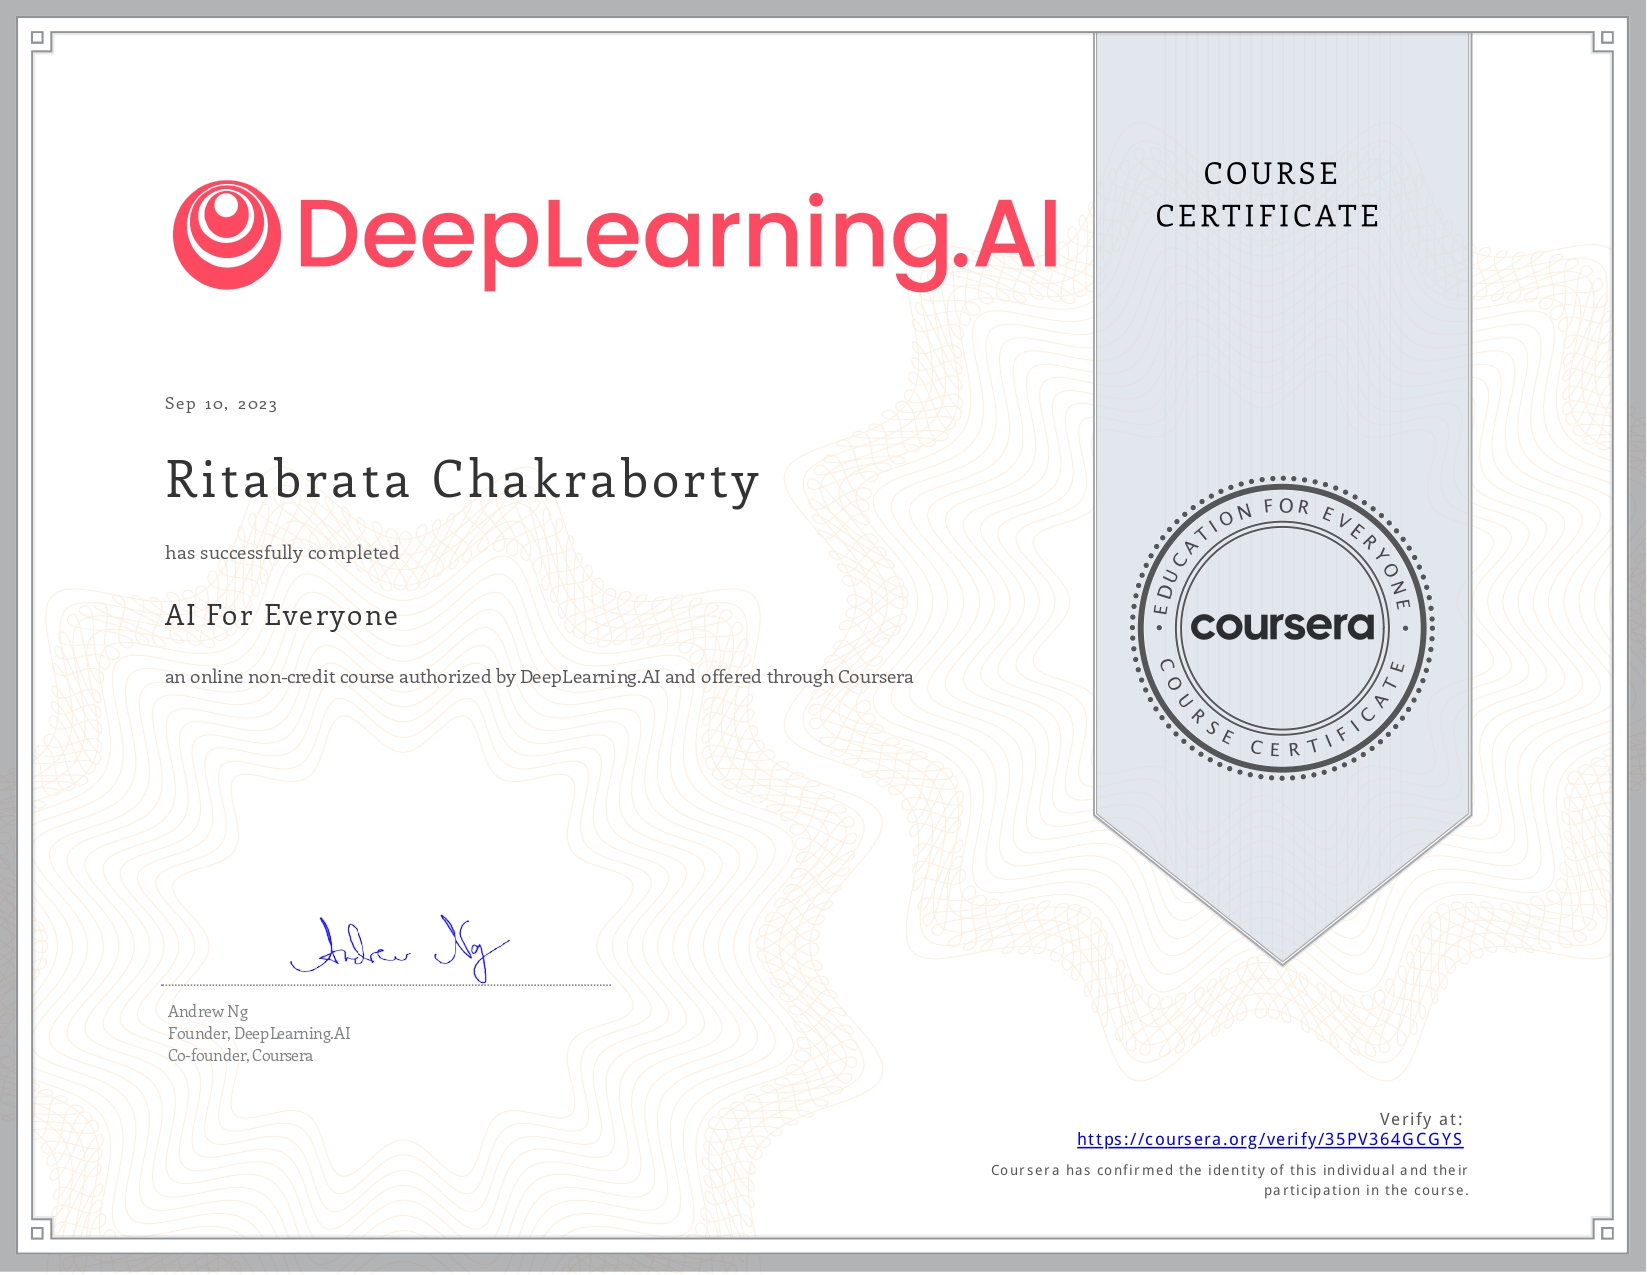 DeepLearning.AI
COURSE
CERTIFICATE
Sep 10, 2023
Ritabrata Chakraborty
has successfully completed
AI For Everyone
an online non-credit course authorized by DeepLearning.AI and offered through Coursera
EDUCATION FOR EVERYONE
coursera
COURSE CERTIFICATE
Andrew Ng
Andrew Ng
Founder, DeepLearning.AI
Co-founder, Coursera
Verify at:
https://coursera.org/verify/35PV364GCGYS
Coursera has confirmed the identity of this individual and their
participation in the course.